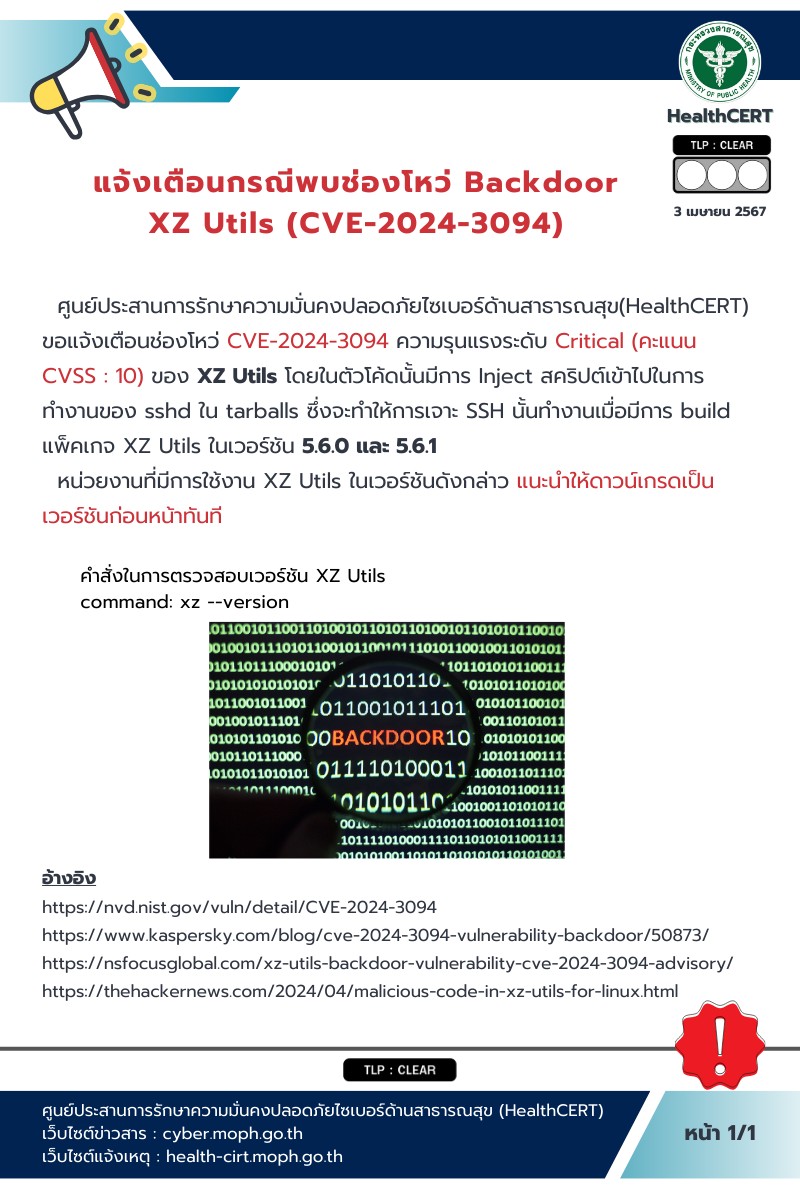 กระทรวงสาธารณสุข
MINISTRY OF PUBLIC HEALTH
HealthCERT
TLP : CLEAR
3 เมษายน 2567
แจ้งเตือนกรณีพบช่องโหว่ Backdoor
XZ Utils (CVE-2024-3094)
ศูนย์ประสานการรักษาความมั่นคงปลอดภัยไซเบอร์ด้านสาธารณสุข(HealthCERT)
ขอแจ้งเตือนช่องโหว่ CVE-2024-3094 ความรุนแรงระดับ Critical (คะแนน
CVSS : 10) ของ XZ Utils โดยในตัวโค้ดนั้นมีการ Inject สคริปต์เข้าไปในการ
ทำงานของ sshd ใน tarballs ซึ่งจะทำให้การเจาะ SSH นั้นทำงานเมื่อมีการ build
แพ็คเกจ XZ Utils ในเวอร์ชัน 5.6.0 และ 5.6.1
หน่วยงานที่มีการใช้งาน XZ Utils ในเวอร์ชันดังกล่าว แนะนำให้ดาวน์เกรดเป็น
เวอร์ชันก่อนหน้าทันที
คำสั่งในการตรวจสอบเวอร์ชัน XZ Utils
command: xz --version
011010110
1011001011101
00BACKDOOR10
011110100011
101010110
อ้างอิง
https://nvd.nist.gov/vuln/detail/CVE-2024-3094
https://www.kaspersky.com/blog/cve-2024-3094-vulnerability-backdoor/50873/
https://nsfocusglobal.com/xz-utils-backdoor-vulnerability-cve-2024-3094-advisory/
https://thehackernews.com/2024/04/malicious-code-in-xz-utils-for-linux.html
TLP : CLEAR
ศูนย์ประสานการรักษาความมั่นคงปลอดภัยไซเบอร์ด้านสาธารณสุข (HealthCERT)
เว็บไซต์ข่าวสาร : cyber.moph.go.th
เว็บไซต์แจ้งเหตุ : health-cirt.moph.go.th
หน้า 1/1